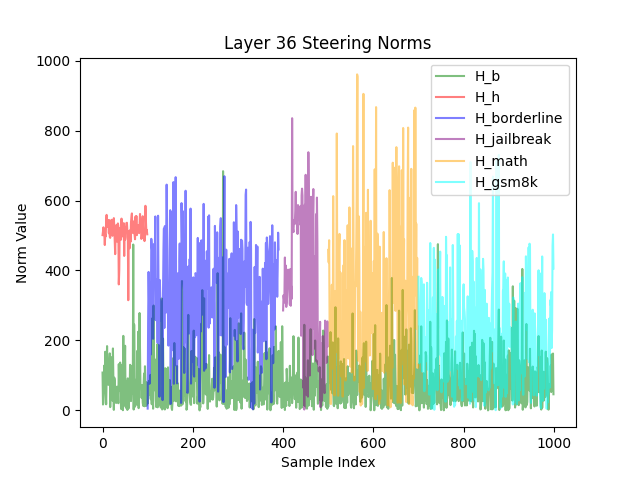 Layer 36 Steering Norms
1000
800
600
400
200
0
Norm Value
H_b
H_h
H_borderline
H_jailbreak
H_math
H_gsm8k
0 200 400 600 800 1000
Sample Index